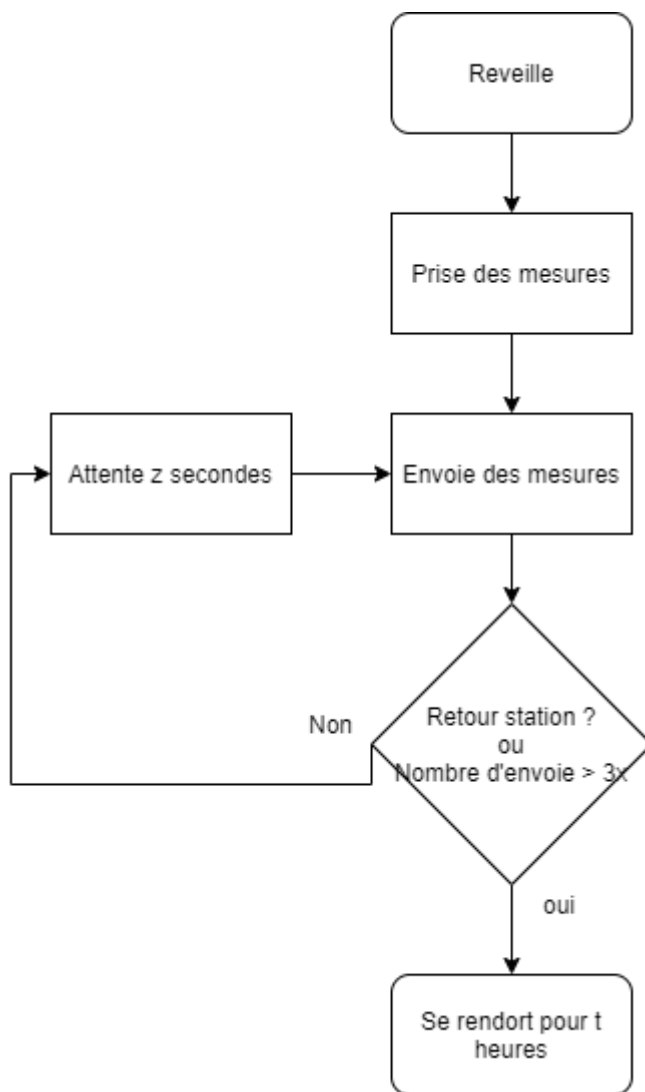 Reveille
Prise des mesures
Attente z secondes
Envoie des mesures
Non
Retour station ?
ou
Nombre d'envoie > 3x
oui
Se rendort pour t
heures